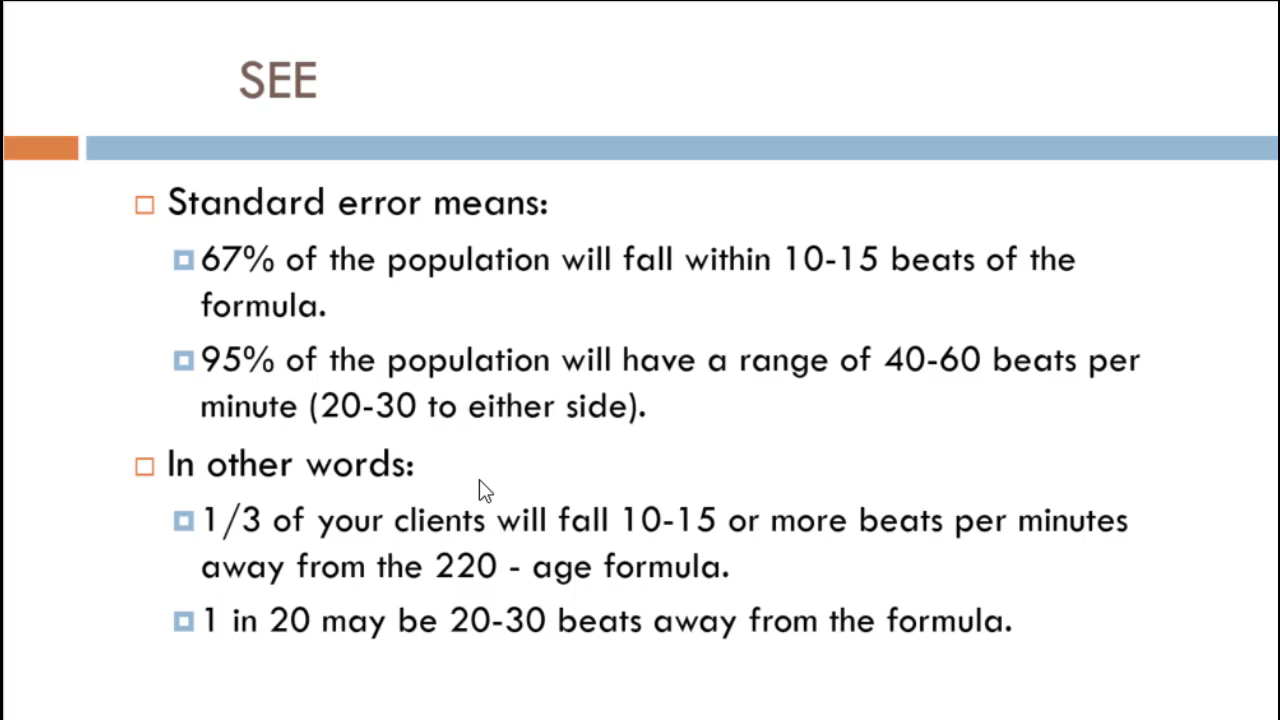 SEE
Standard error means:
67% of the population will fall within 10-15 beats of the
formula.
95% of the population will have a range of 40-60 beats per
minute (20-30 to either side).
In other words:
1/3 of your clients will fall 10-15 or more beats per minutes
away from the 220 - age formula.
1 in 20 may be 20-30 beats away from the formula.